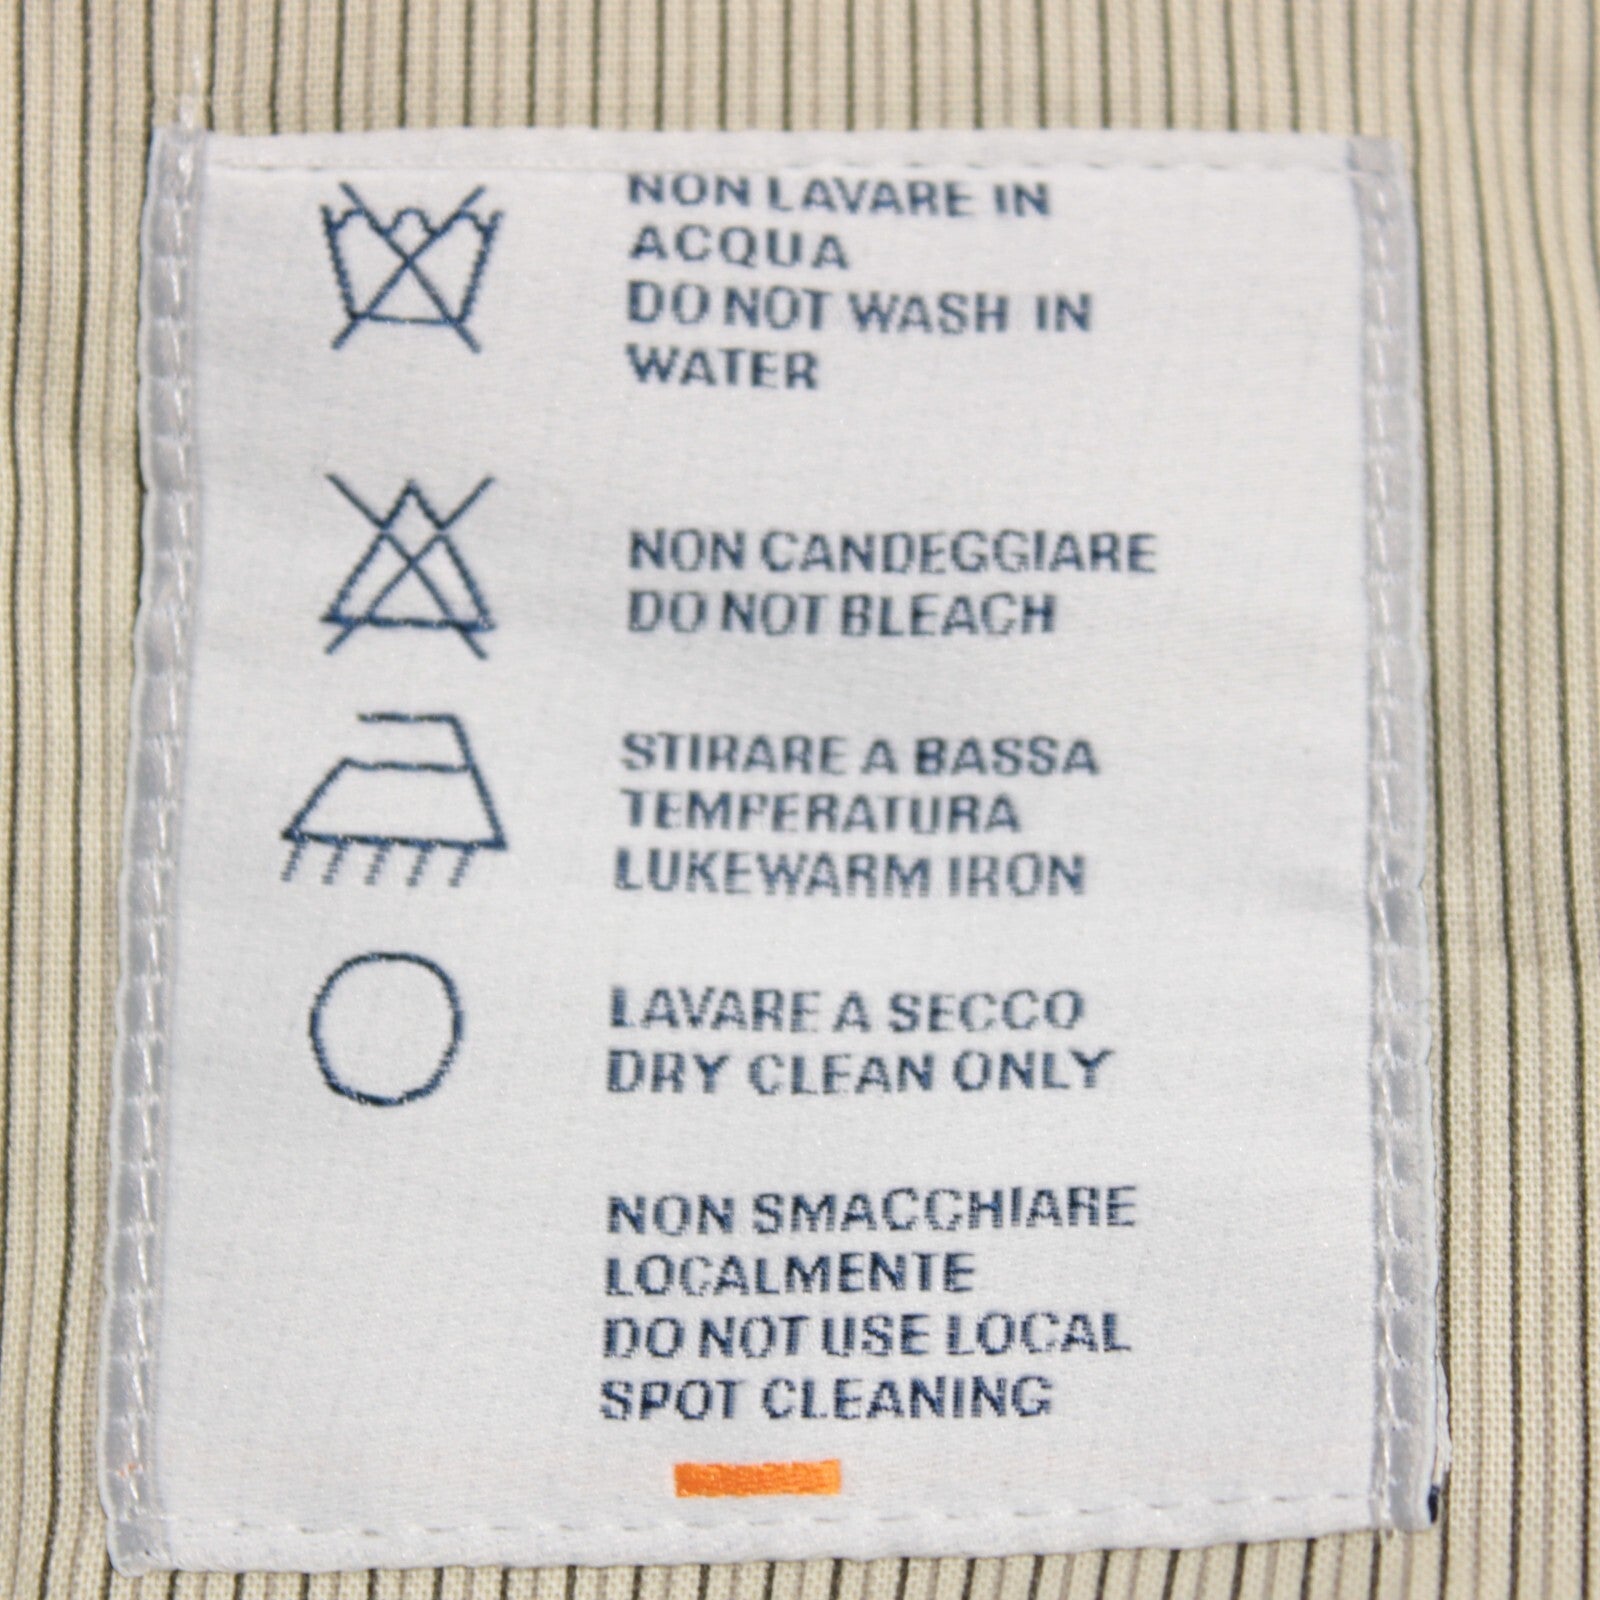 NON LAVARE IN
ACQUA
DO NOT WASH IN
WATER
NON CANDEGGIARE
DO NOT BLEACH
STIRARE A BASSA
TEMPERATURA
LUKEWARM IRON
LAVARE A SECCO
DRY CLEAN ONLY
NON SMACCHIARE
LOCALMENTE
DO NOT USE LOCAL
SPOT CLEANING